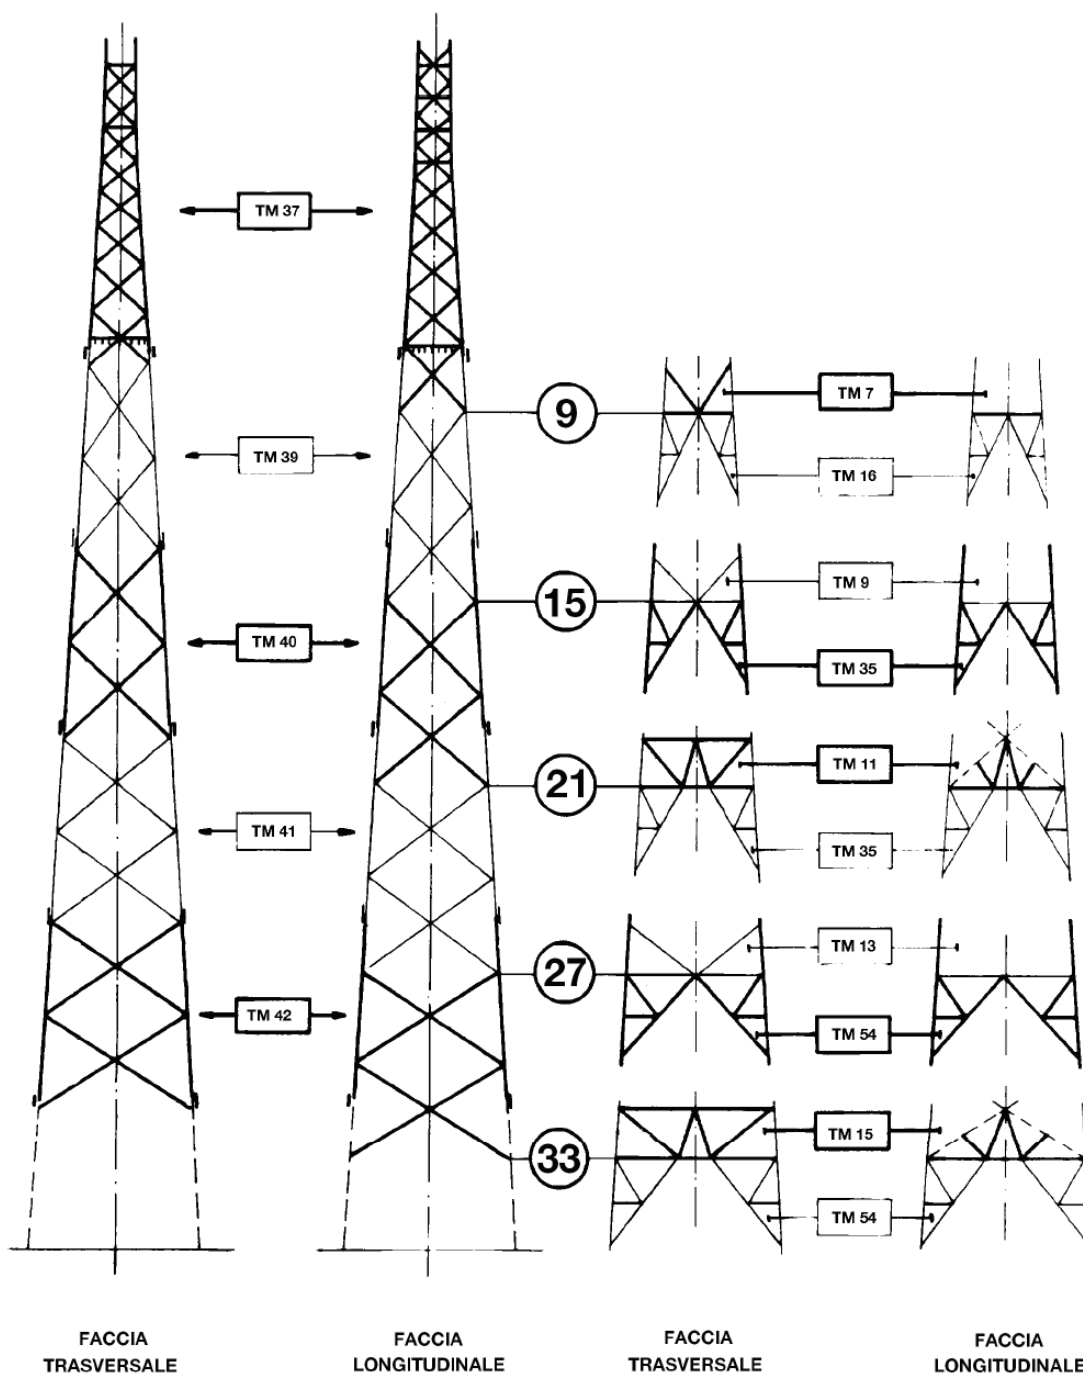 TM 37
9
TM 7
TM 39
TM 16
15
TM 9
TM 40
TM 35
21
TM 11
TM 41
TM 35
27
TM 13
TM 42
TM 54
33
TM 15
TM 54
FACCIA
TRASVERSALE
FACCIA
LONGITUDINALE
FACCIA
TRASVERSALE
FACCIA
LONGITUDINALE